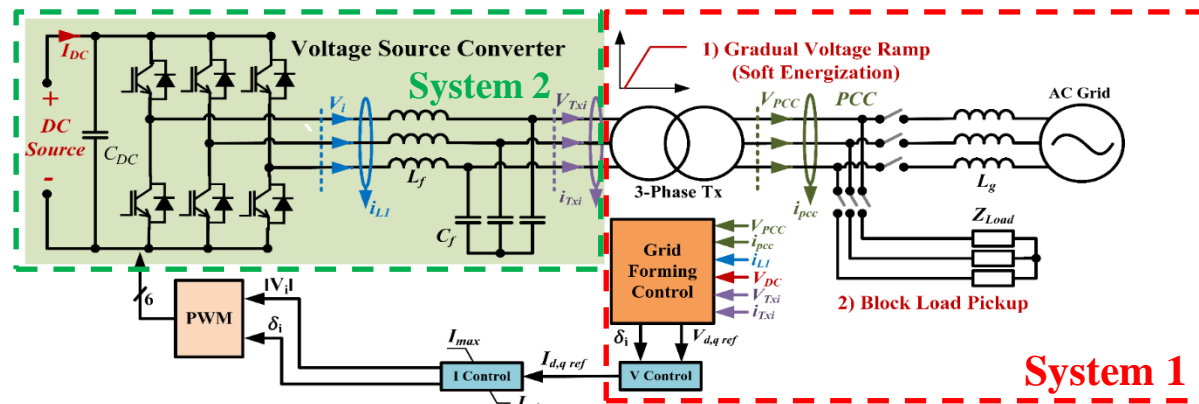 I_DC
+
DC
Source
-
C_DC
Voltage Source Converter
System 2
V_i
L_f
i_L1
C_f
V_Txi
i_Txi
1) Gradual Voltage Ramp
(Soft Energization)
3-Phase Tx
V_PCC
PCC
i_pcc
AC Grid
L_g
Z_Load
2) Block Load Pickup
Grid
Forming
Control
V_PCC
i_pcc
i_L1
V_DC
V_Txi
i_Txi
δ_i
V_d,q ref
V Control
I_d,q ref
I_max
I Control
|V_i|
δ_i
PWM
6
System 1